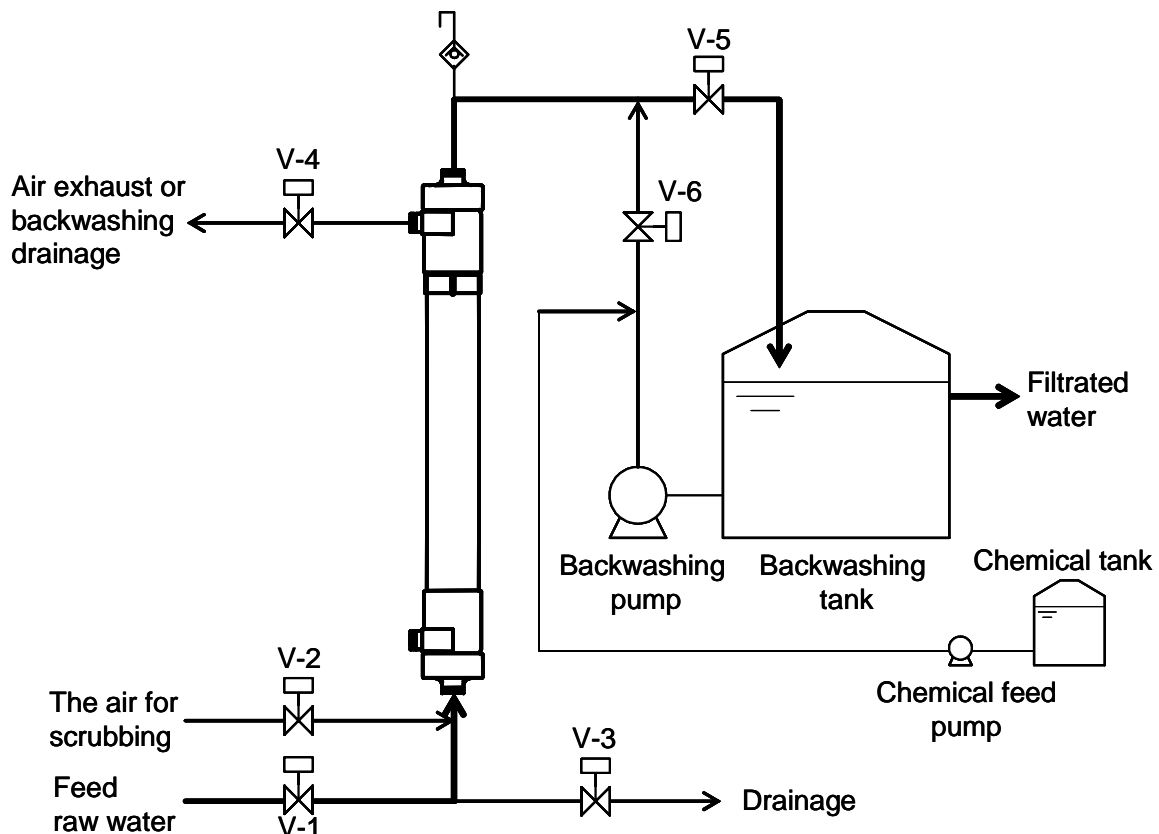 V-5
V-4
Air exhaust or
backwashing
drainage
V-6
Filtrated
water
Backwashing
pump
Backwashing
tank
Chemical tank
V-2
The air for
scrubbing
Chemical feed
pump
V-3
Feed
raw water
V-1
Drainage